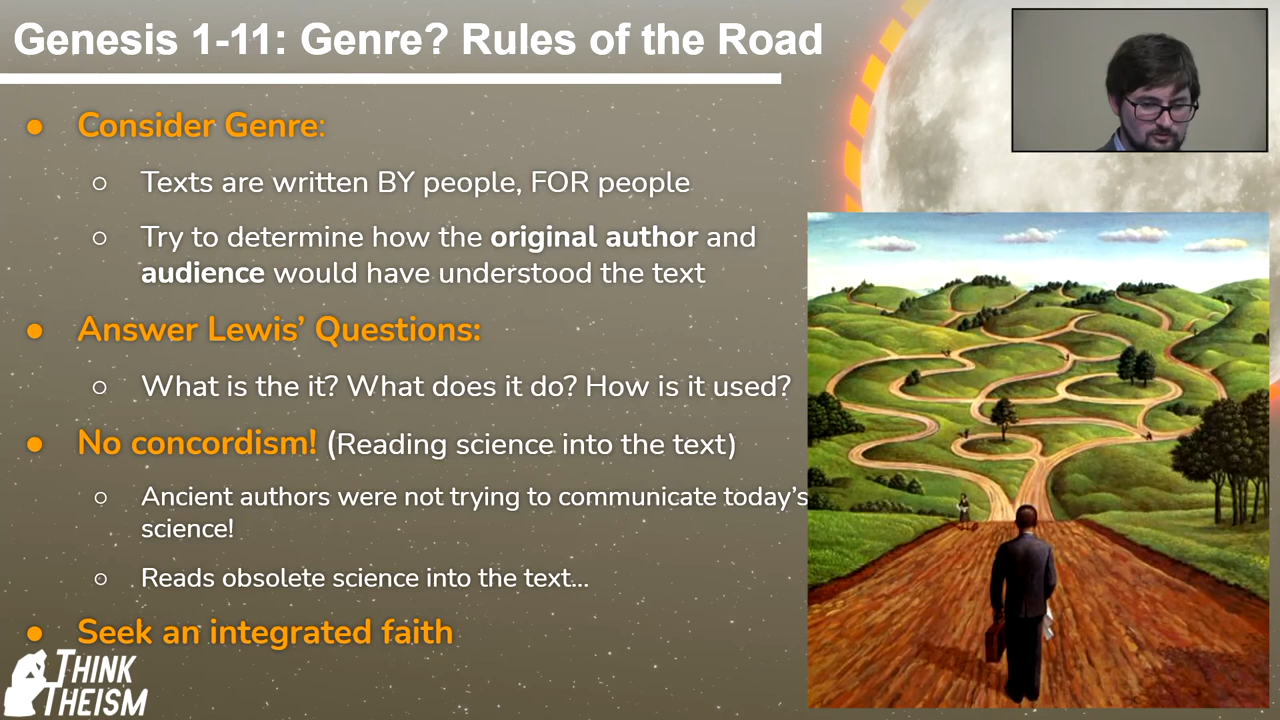 Genesis 1-11: Genre? Rules of the Road
● Consider Genre:
○ Texts are written BY people, FOR people
○ Try to determine how the original author and
audience would have understood the text
● Answer Lewis’ Questions:
○ What is the it? What does it do? How is it used?
● No concordism! (Reading science into the text)
○ Ancient authors were not trying to communicate today’s
science!
○ Reads obsolete science into the text...
● Seek an integrated faith
THINK
THEISM